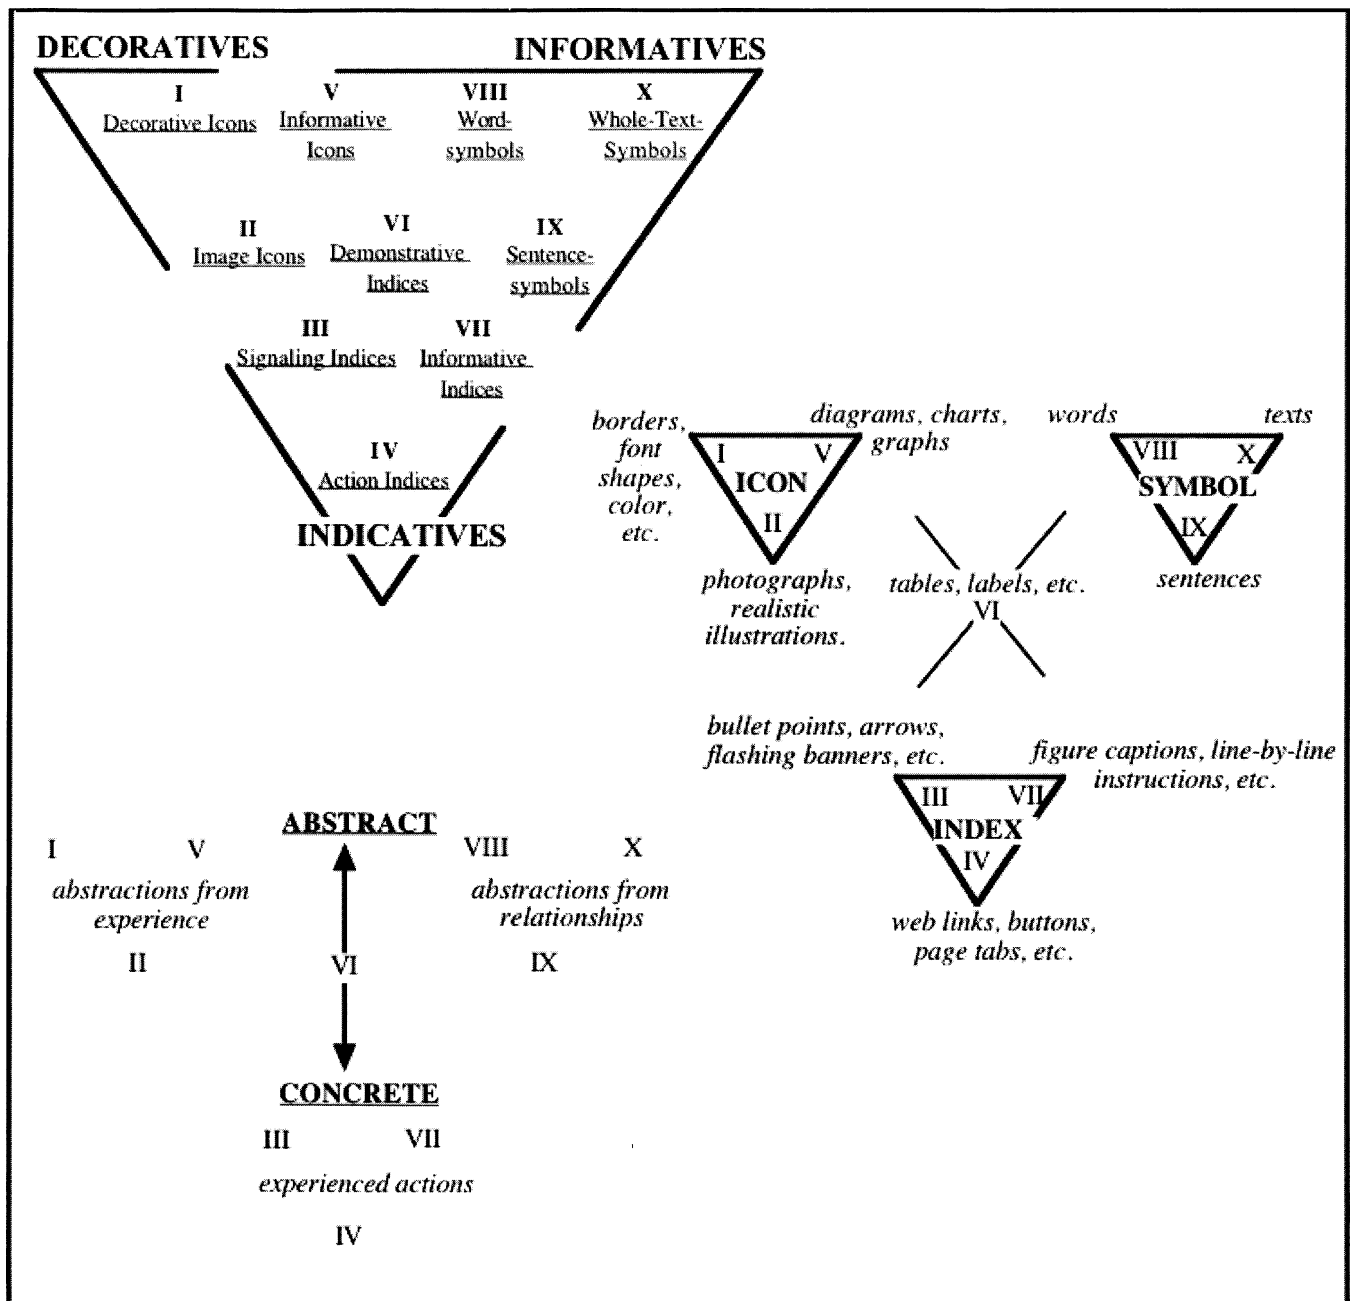 DECORATIVES
INFORMATIVES
I
Decorative Icons
V
Informative
Icons
VIII
Word-
symbols
X
Whole-Text-
Symbols
II
Image Icons
VI
Demonstrative
Indices
IX
Sentence-
symbols
III
Signaling Indices
VII
Informative
Indices
IV
Action Indices
INDICATIVES
borders,
font
shapes,
color,
etc.
diagrams, charts,
graphs
I
V
ICON
II
photographs,
realistic
illustrations.
words
texts
VIII
X
SYMBOL
IX
sentences
tables, labels, etc.
VI
bullet points, arrows,
flashing banners, etc.
figure captions, line-by-line
instructions, etc.
III
VII
INDEX
IV
web links, buttons,
page tabs, etc.
ABSTRACT
I
V
abstractions from
experience
II
VIII
X
abstractions from
relationships
IX
VI
CONCRETE
III
VII
experienced actions
IV